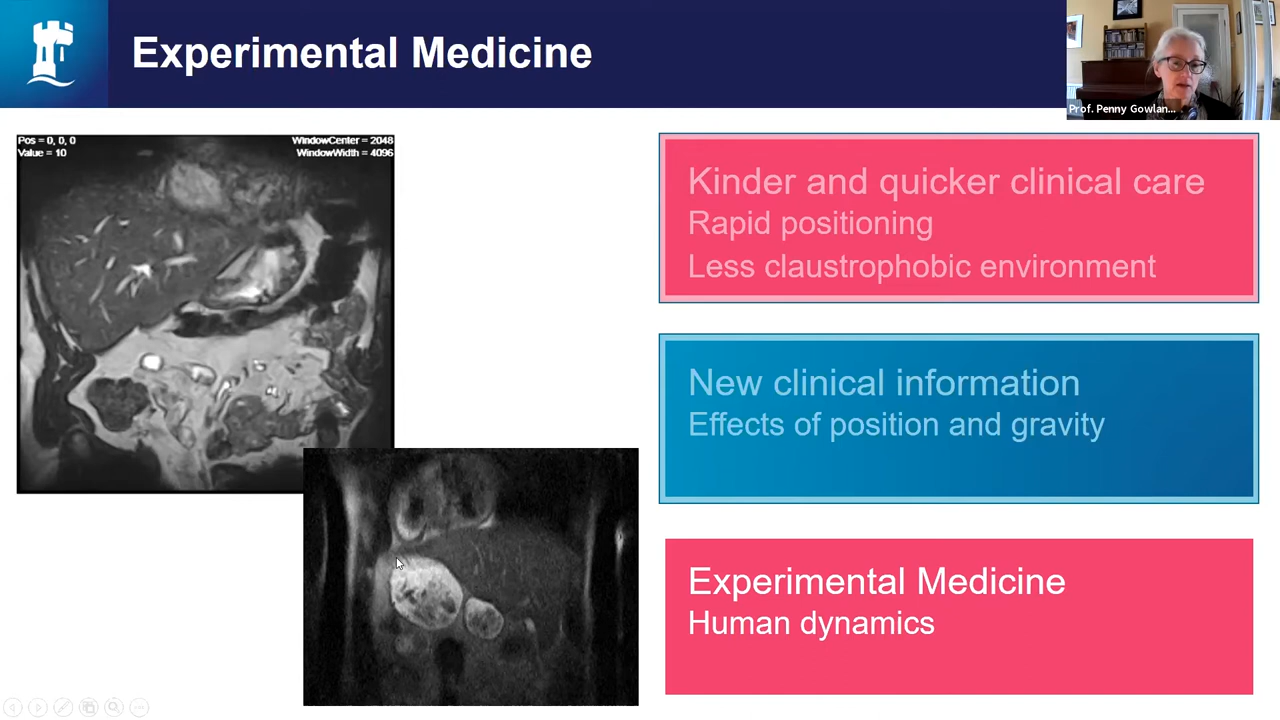 Experimental Medicine
Prof. Penny Gowlan...
Pos = 0, 0, 0
Value = 10
WindowCenter = 2048
WindowWidth = 4096
Kinder and quicker clinical care
Rapid positioning
Less claustrophobic environment
New clinical information
Effects of position and gravity
Experimental Medicine
Human dynamics